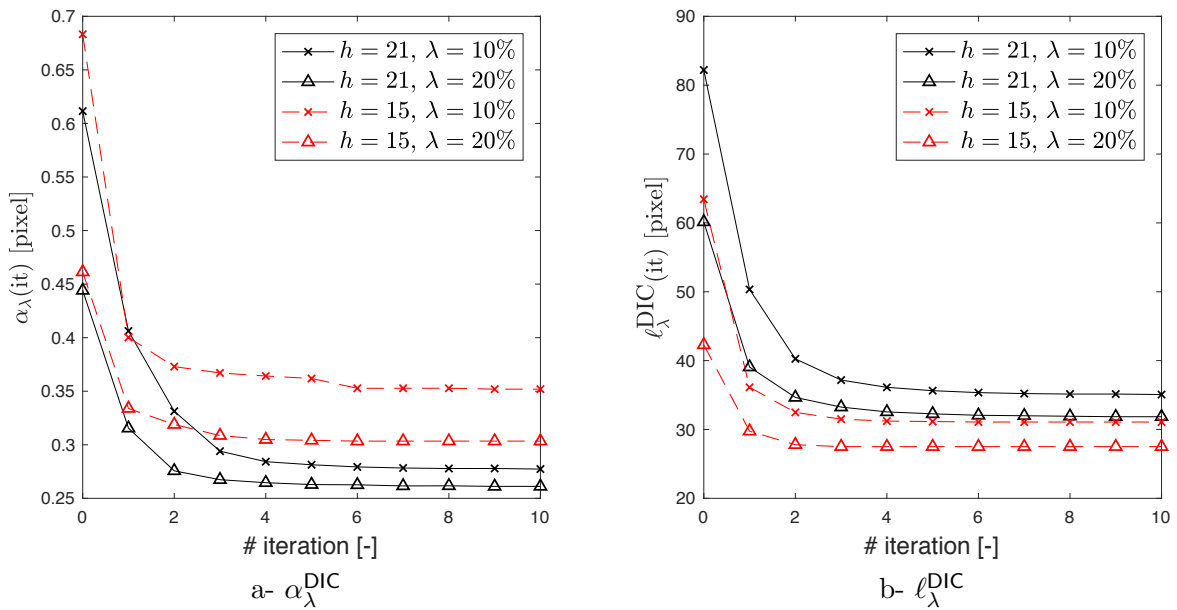 0.7
0.65
0.6
0.55
0.5
0.45
0.4
0.35
0.3
0.25
0 2 4 6 8 10
α_λ(it) [pixel]
# iteration [-]
h = 21, λ = 10%
h = 21, λ = 20%
h = 15, λ = 10%
h = 15, λ = 20%
a- α_λ^DIC
90
80
70
60
50
40
30
20
0 2 4 6 8 10
ℓ_λ^DIC(it) [pixel]
# iteration [-]
h = 21, λ = 10%
h = 21, λ = 20%
h = 15, λ = 10%
h = 15, λ = 20%
b- ℓ_λ^DIC